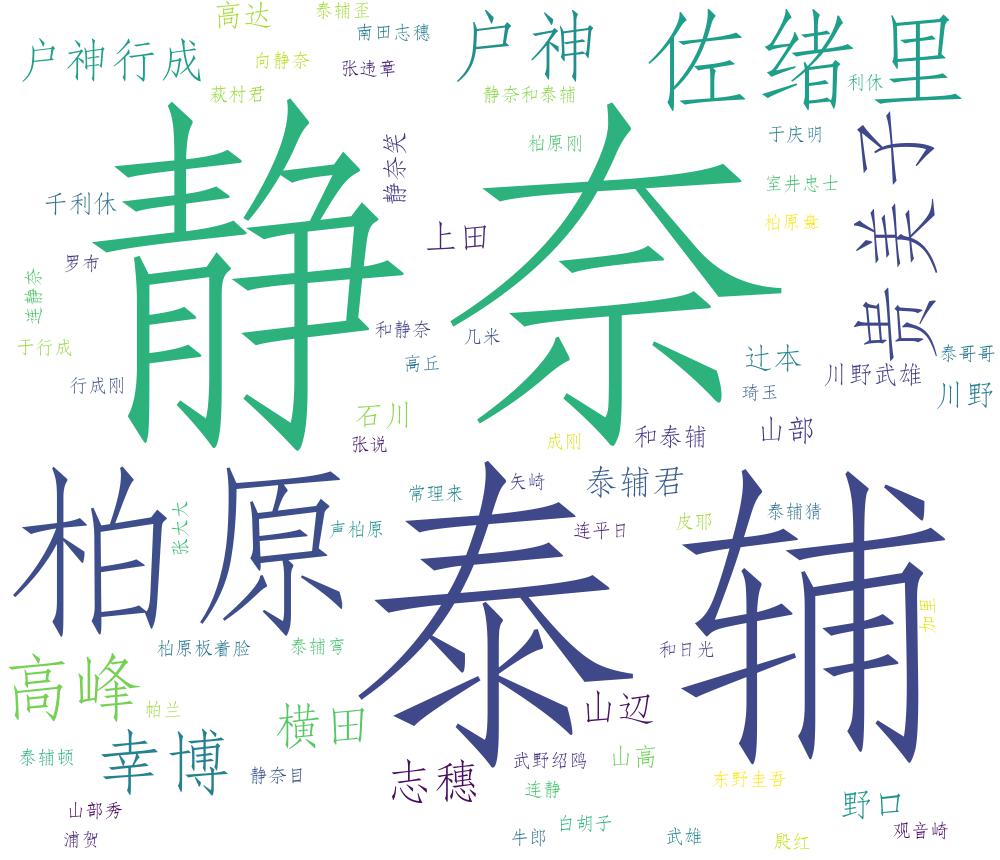 高达
泰辅歪
南田志穗
户神行成
向静奈
张违章
户神
佐绪里
利休
萩村君
静奈和泰辅
静奈
静奈笑
柏原刚
于庆明
室井忠士
贵美子
千利休
罗布
上田
连静奈
和静奈
几米
于行成
高丘
行成刚
辻本
川野武雄
泰哥哥
琦玉
川野
石川
张说
成刚
和泰辅
山部
柏原
泰辅
张大大
声柏原
常理来
矢崎
泰辅君
连平日
皮耶
泰辅猜
加里
柏原板着脸
泰辅弯
和日光
高峰
帕兰
横田
山辺
泰辅顿
幸博
静奈目
志穗
武野绍鸥
山高
连静
东野圭吾
野口
山部秀
浦贺
白胡子
牛郎
武雄
殿红
观音崎